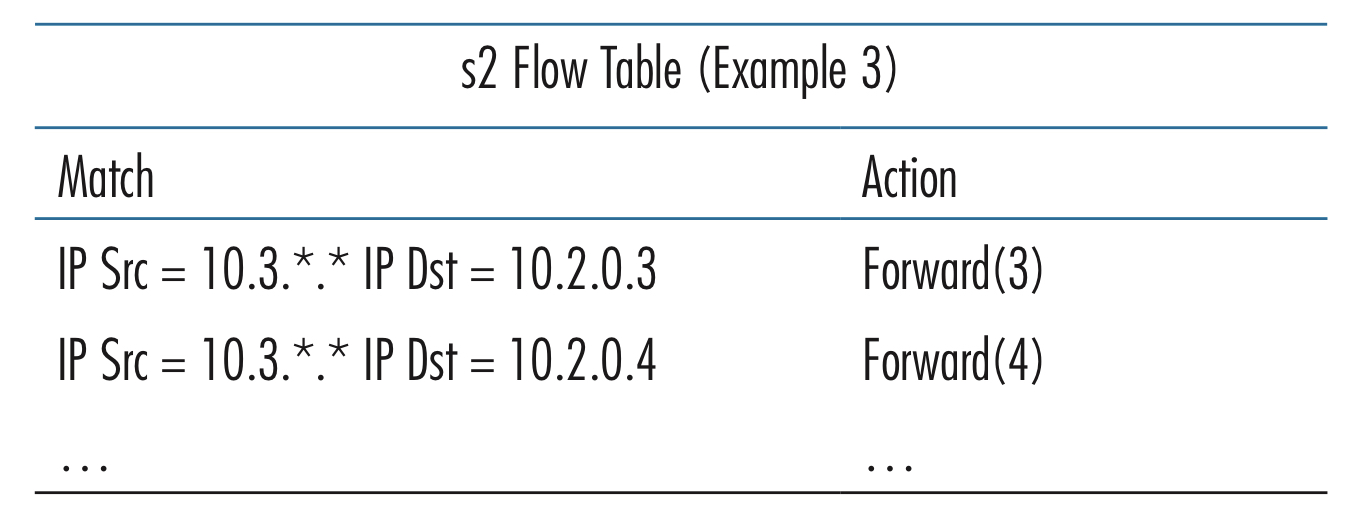 s2 Flow Table (Example 3)
Match Action
IP Src = 10.3.*.* IP Dst = 10.2.0.3 Forward(3)
IP Src = 10.3.*.* IP Dst = 10.2.0.4 Forward(4)
... ...